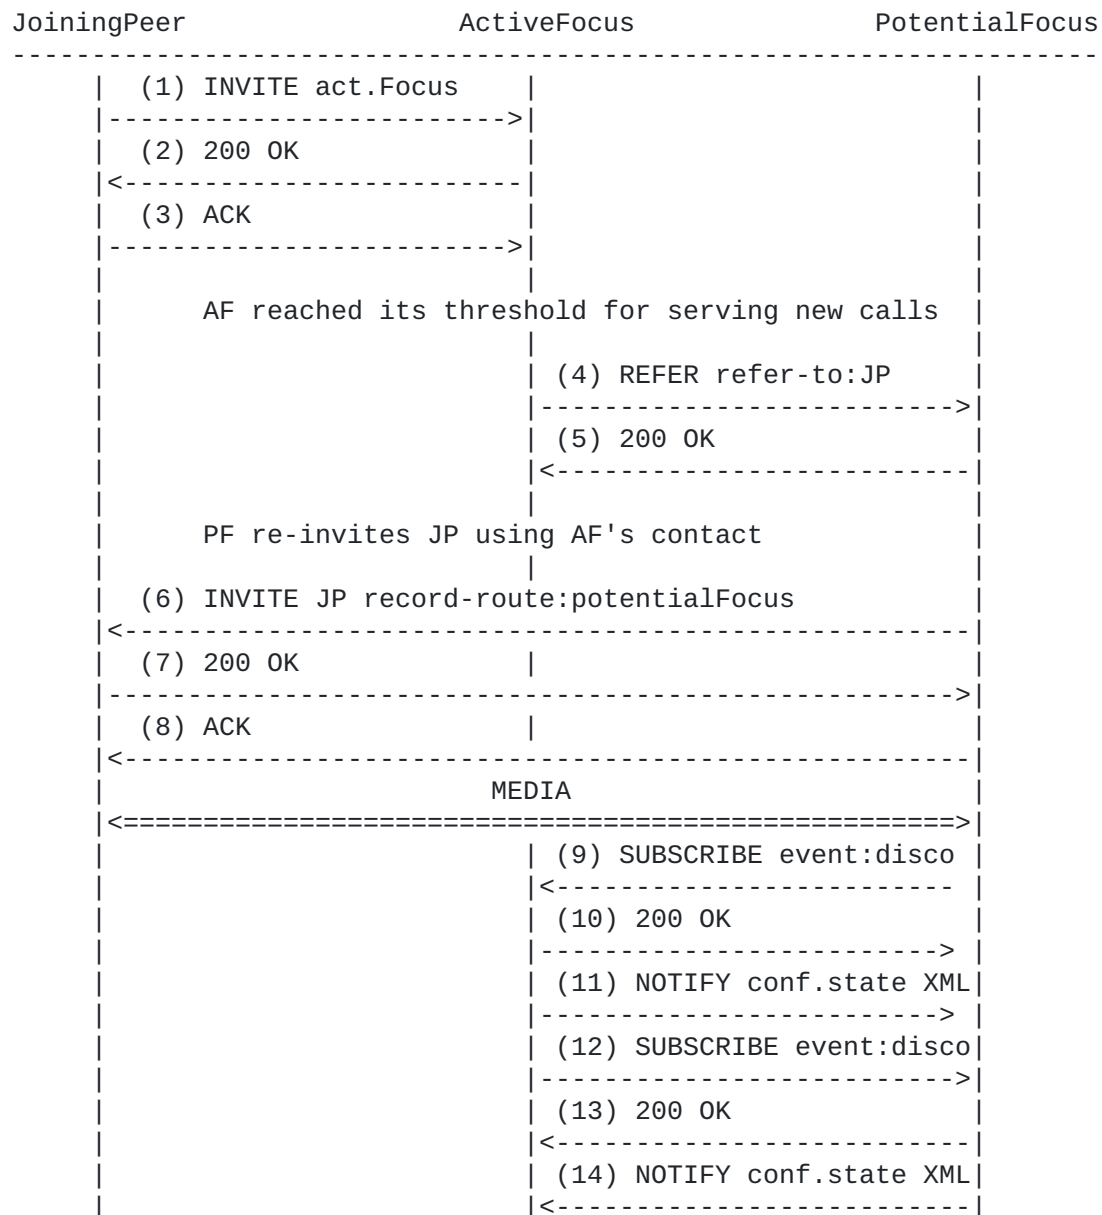 JoiningPeer                 ActiveFocus               PotentialFocus
--------------------------------------------------------------------
     |  (1) INVITE act.Focus    |                           |
     |------------------------->|                           |
     |  (2) 200 OK              |                           |
     |<-------------------------|                           |
     |  (3) ACK                 |                           |
     |------------------------->|                           |
     |                          |                           |
     |      AF reached its threshold for serving new calls  |
     |                          |                           |
     |                          | (4) REFER refer-to:JP     |
     |                          |-------------------------->|
     |                          | (5) 200 OK                |
     |                          |<--------------------------|
     |                          |                           |
     |      PF re-invites JP using AF's contact             |
     |                          |                           |
     |  (6) INVITE JP record-route:potentialFocus           |
     |<-----------------------------------------------------|
     |  (7) 200 OK              |                           |
     |----------------------------------------------------->|
     |  (8) ACK                 |                           |
     |<-----------------------------------------------------|
     |                        MEDIA                         |
     |<====================================================>|
     |                          | (9) SUBSCRIBE event:disco |
     |                          |<------------------------- |
     |                          | (10) 200 OK               |
     |                          |-------------------------> |
     |                          | (11) NOTIFY conf.state XML|
     |                          |-------------------------> |
     |                          | (12) SUBSCRIBE event:disco|
     |                          |-------------------------->|
     |                          | (13) 200 OK               |
     |                          |<--------------------------|
     |                          | (14) NOTIFY conf.state XML|
     |                          |<--------------------------|